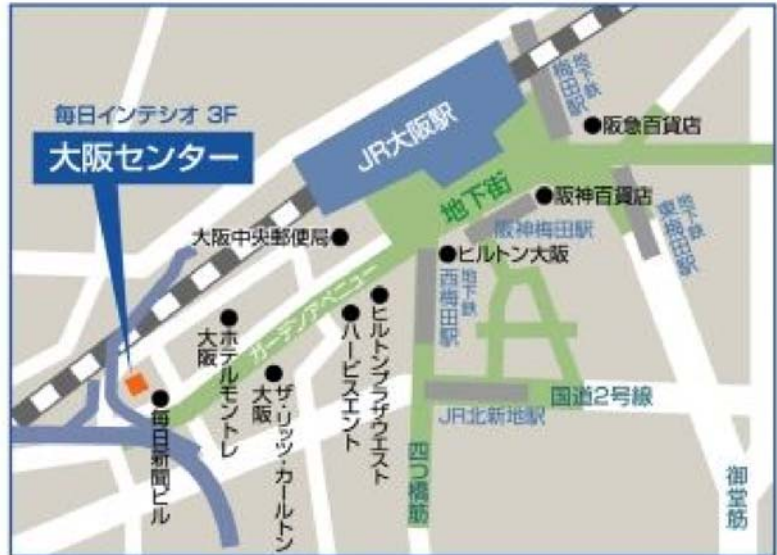 毎日インテシオ 3F
大阪センター
JR大阪駅
地下鉄
梅田駅
阪急百貨店
地下街
阪神百貨店
阪神梅田駅
地下鉄
東梅田駅
大阪中央郵便局
ヒルトン大阪
地下鉄
西梅田駅
ガーデンアベニュー
ヒルトンプラザウエスト
ハービスエント
ホテルモントレ
大阪
ザ・リッツ・カールトン
大阪
毎日新聞ビル
国道2号線
JR北新地駅
四つ橋筋
御堂筋